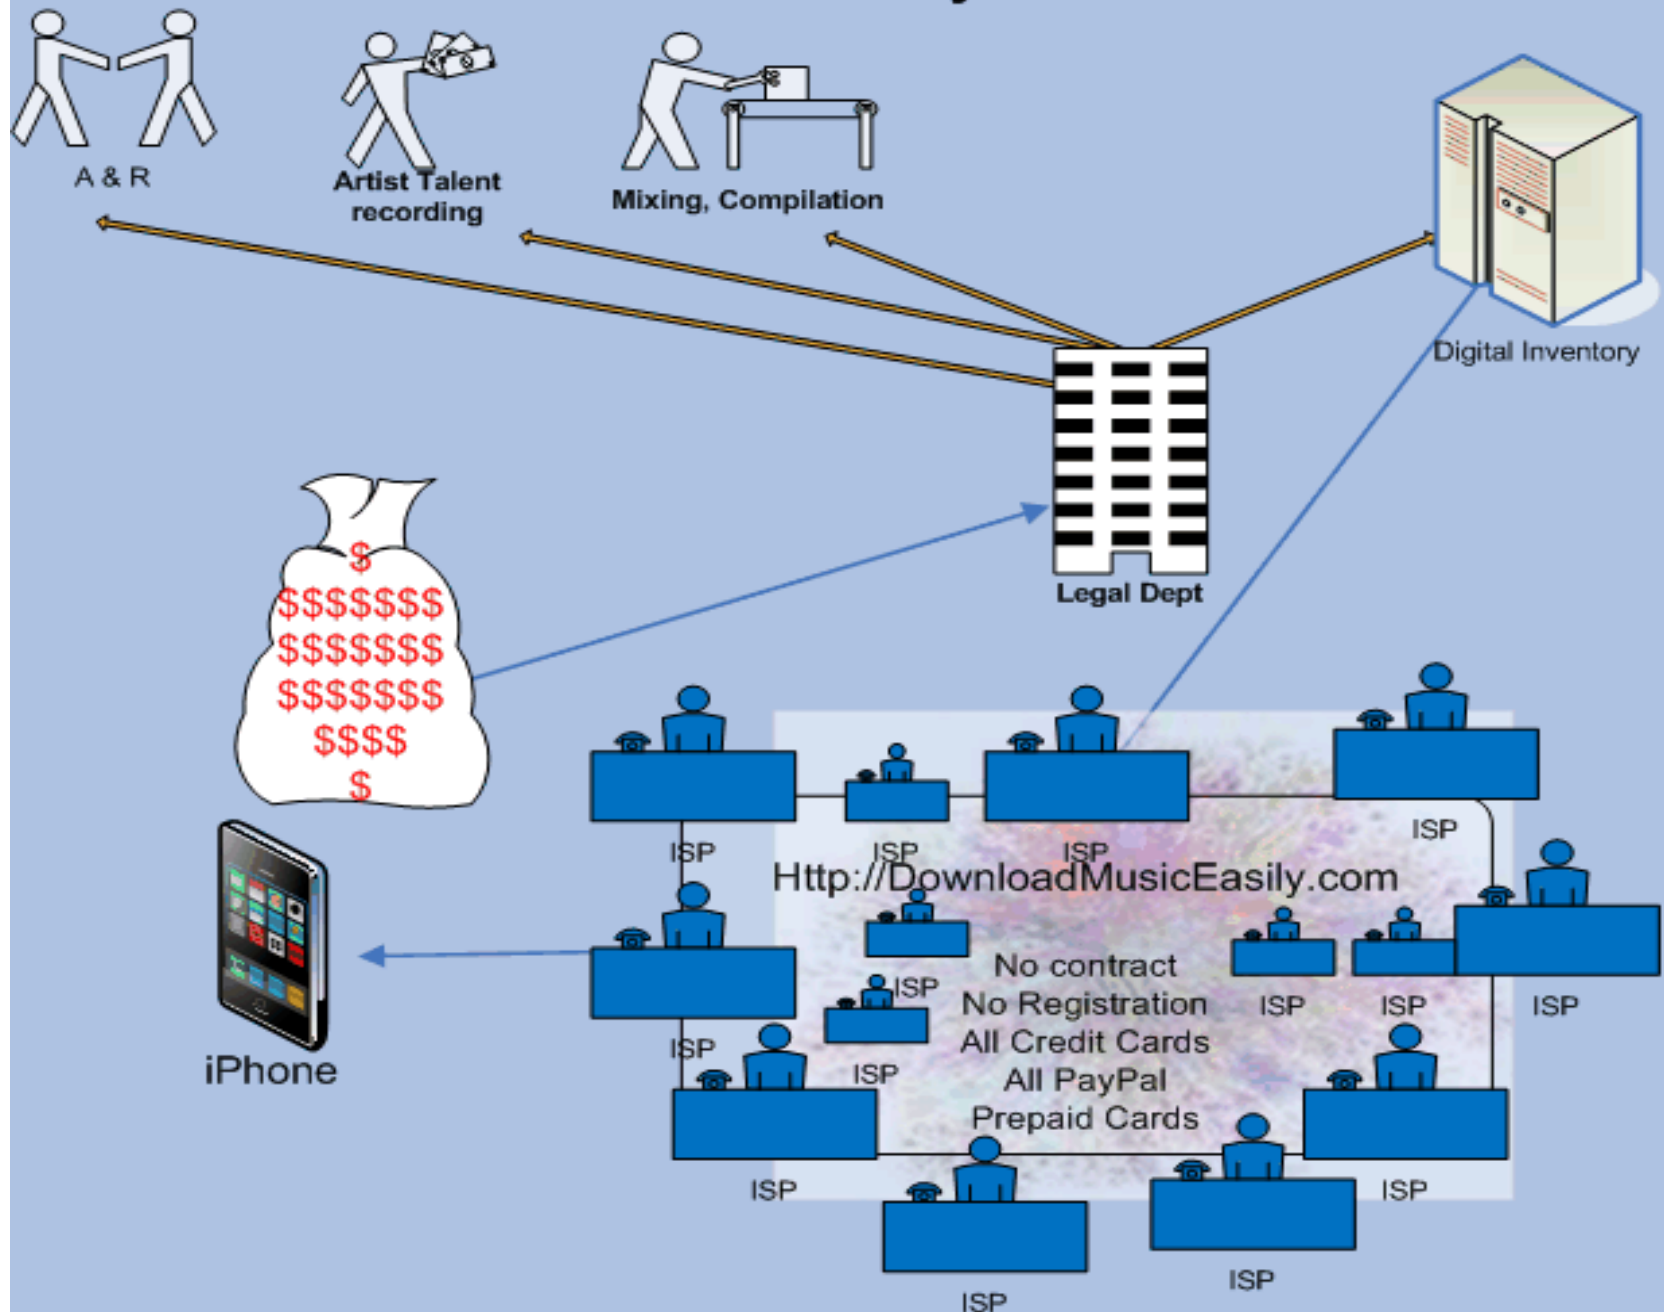 A & R
Artist Talent
recording
Mixing, Compilation
Digital Inventory
Legal Dept
$
$$$$$$$
$$$$$$$
$$$$$$$
$$$$
$
ISP
ISP
ISP
ISP
Http://DownloadMusicEasily.com
No contract
No Registration
All Credit Cards
All PayPal
Prepaid Cards
ISP
ISP
ISP
ISP
ISP
ISP
iPhone
ISP
ISP
ISP
ISP